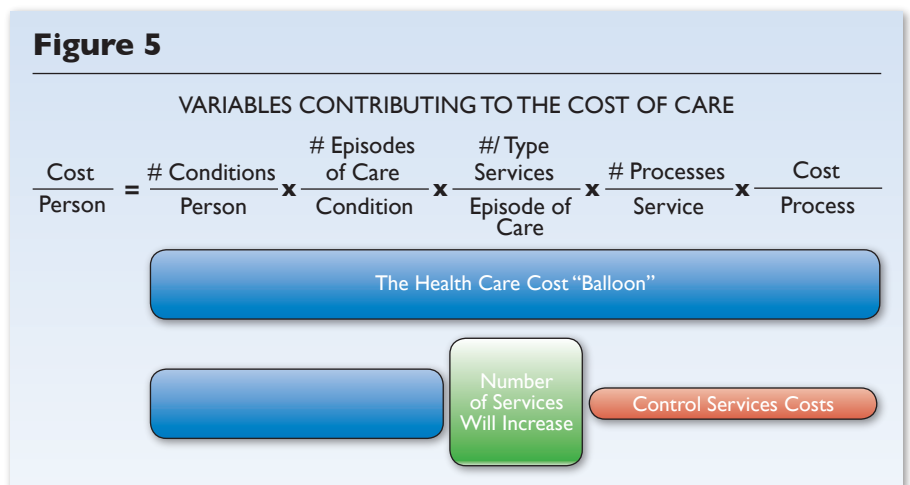 Figure 5
VARIABLES CONTRIBUTING TO THE COST OF CARE
Cost
Person
=
# Conditions
Person
x
# Episodes
of Care
Condition
x
#/ Type
Services
Episode of
Care
x
# Processes
Service
x
Cost
Process
The Health Care Cost “Balloon”
Number
of Services
Will Increase
Control Services Costs